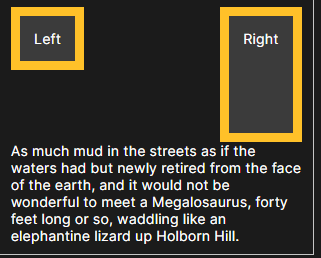 Left
Right
As much mud in the streets as if the
waters had but newly retired from the face
of the earth, and it would not be
wonderful to meet a Megalosaurus, forty
feet long or so, waddling like an
elephantine lizard up Holborn Hill.